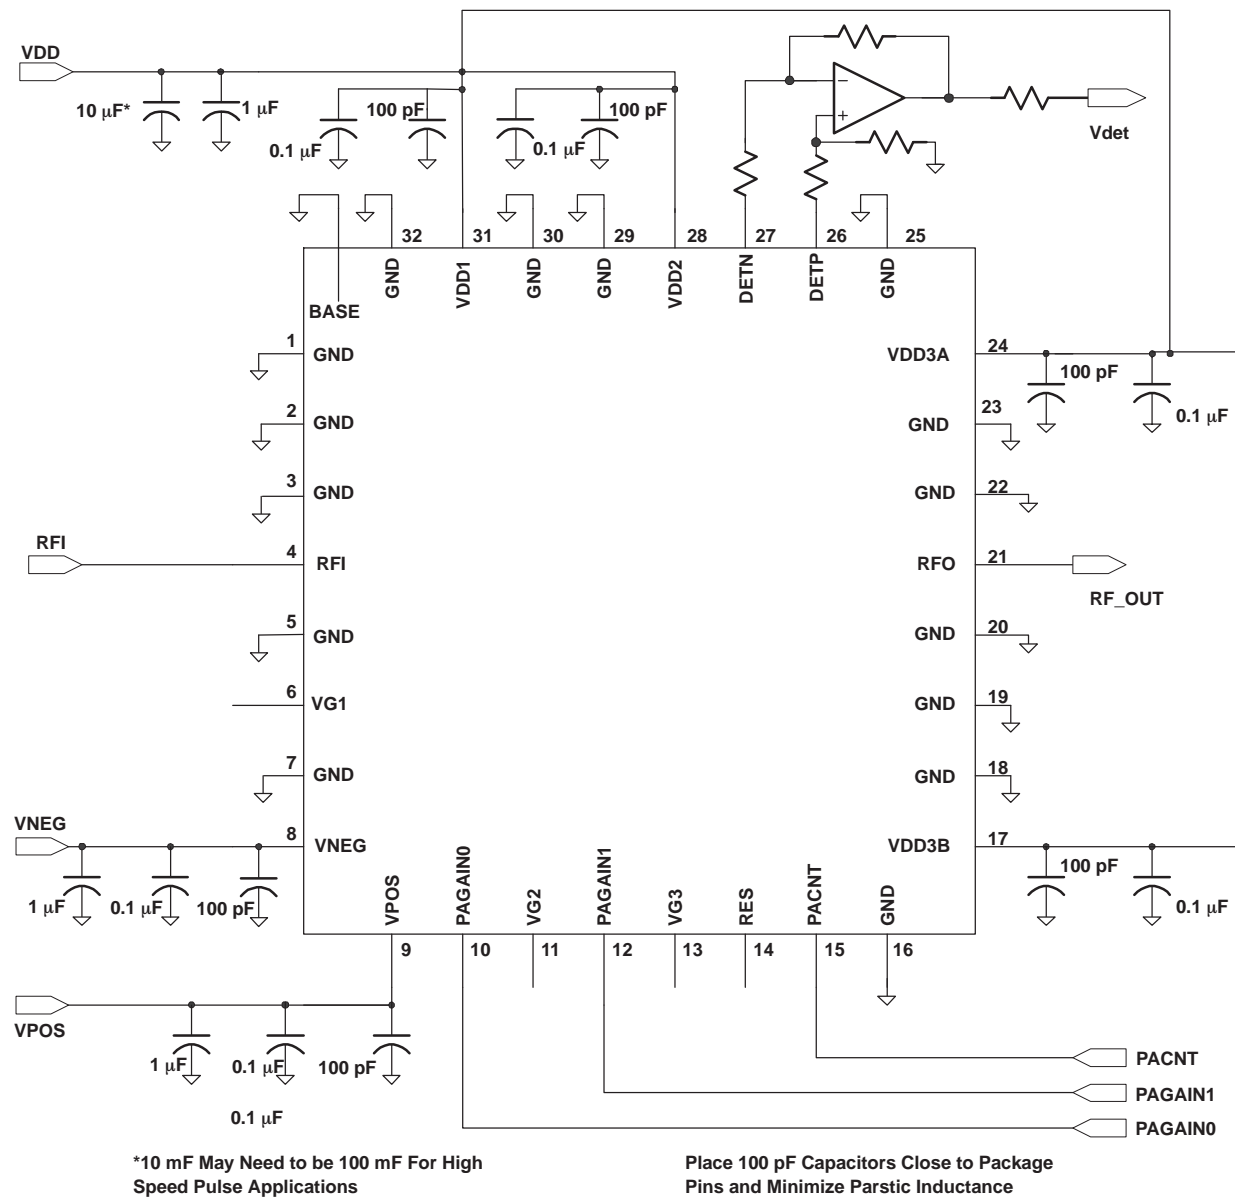 VDD
10 μF*
1 μF
0.1 μF
100 pF
0.1 μF
100 pF
Vdet
32
31
30
29
28
27
26
25
GND
VDD1
GND
GND
VDD2
DETN
DETP
GND
BASE
1
GND
2
GND
3
GND
RFI
4
RFI
5
GND
6
VG1
7
GND
VNEG
8
VNEG
1 μF
0.1 μF
100 pF
VDD3A
24
100 pF
0.1 μF
GND
23
GND
22
RFO
21
RF_OUT
GND
20
GND
19
GND
18
VDD3B
17
100 pF
0.1 μF
VPOS
PAGAIN0
VG2
PAGAIN1
VG3
RES
PACNT
GND
9
10
11
12
13
14
15
16
VPOS
1 μF
0.1 μF
100 pF
0.1 μF
PACNT
PAGAIN1
PAGAIN0
*10 mF May Need to be 100 mF For High
Speed Pulse Applications
Place 100 pF Capacitors Close to Package
Pins and Minimize Parstic Inductance